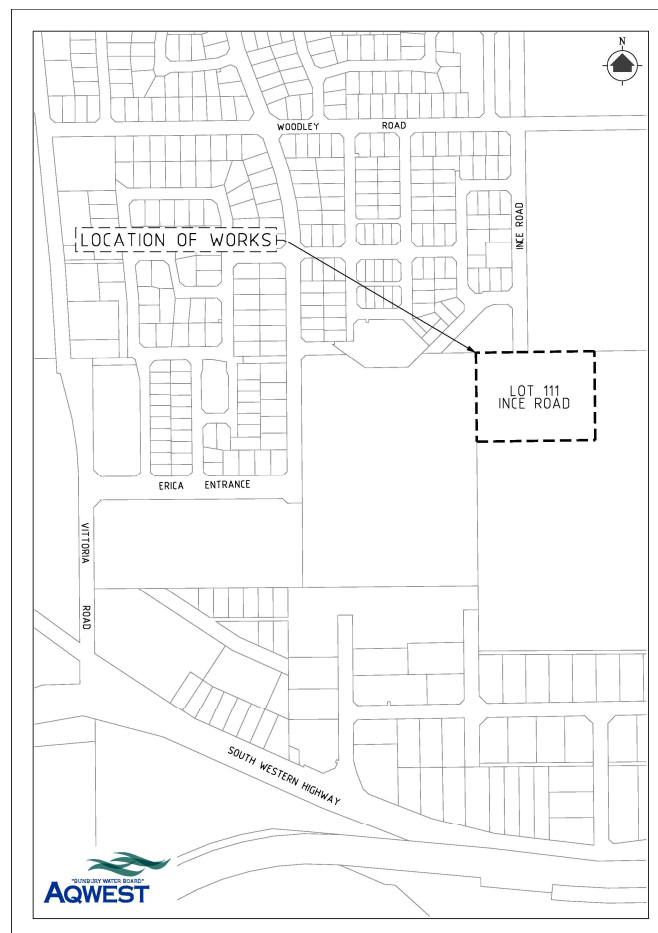 N
WOODLEY ROAD
INCE ROAD
LOCATION OF WORKS
LOT 111
INCE ROAD
ERICA ENTRANCE
VITTORIA ROAD
SOUTH WESTERN HIGHWAY
"BUNBURY WATER BOARD"
AQWEST